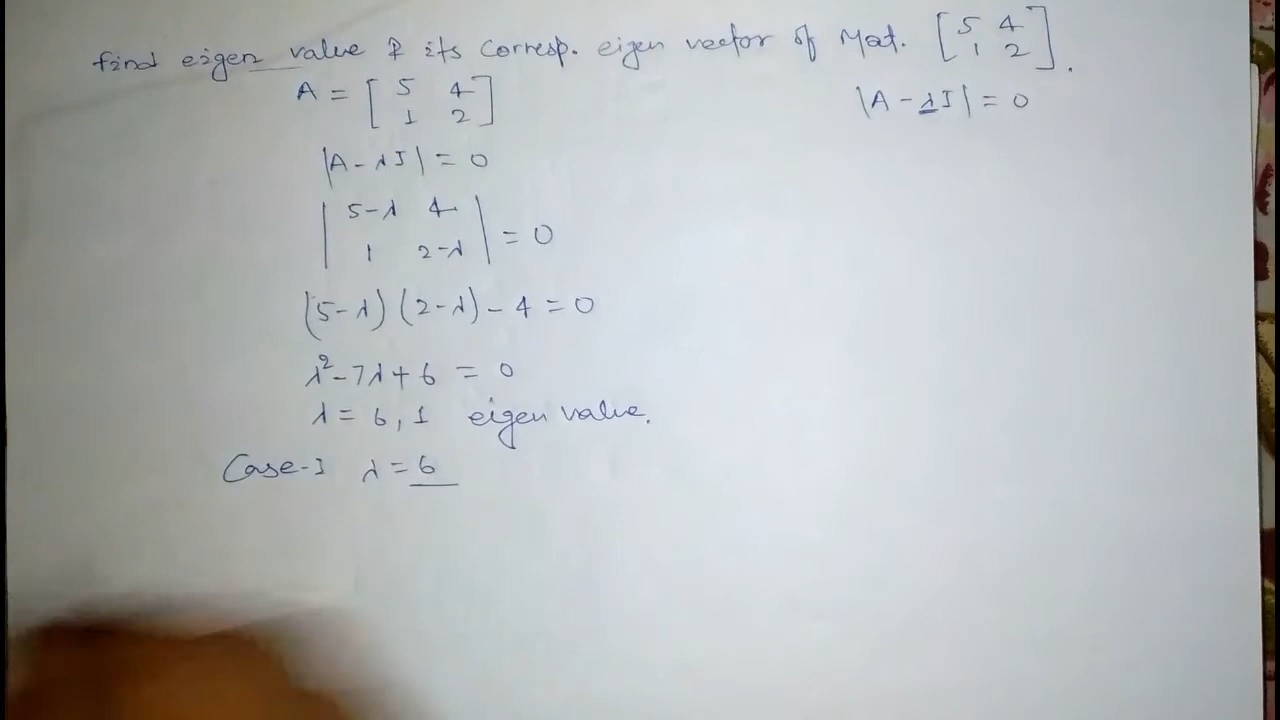 find eigen value & its corresp. eigen vector of Mat. [5 4
1 2].
A = [5 4
1 2]
|A - λI| = 0
|A - λI| = 0
|5-λ 4
1 2-λ| = 0
(5-λ) (2-λ) - 4 = 0
λ² - 7λ + 6 = 0
λ = 6, 1 eigen value.
Case-I λ = 6